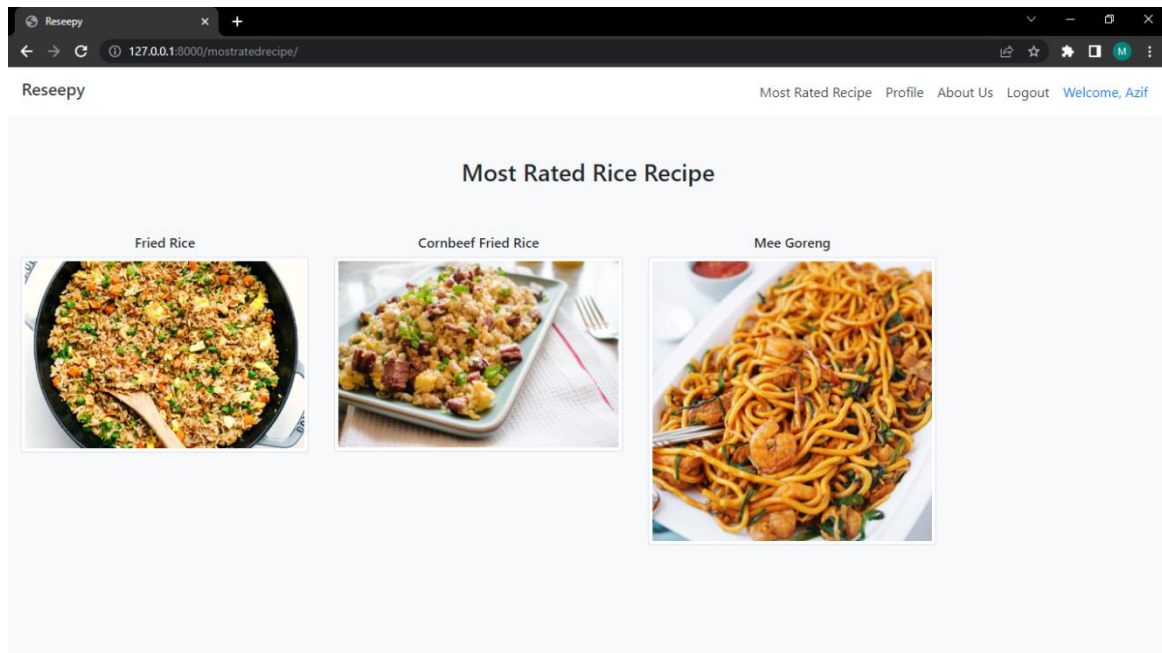 Reseepy
127.0.0.1:8000/mostratedrecipe/
M
Reseepy
Most Rated Recipe Profile About Us Logout Welcome, Azif
Most Rated Rice Recipe
Fried Rice Cornbeef Fried Rice Mee Goreng